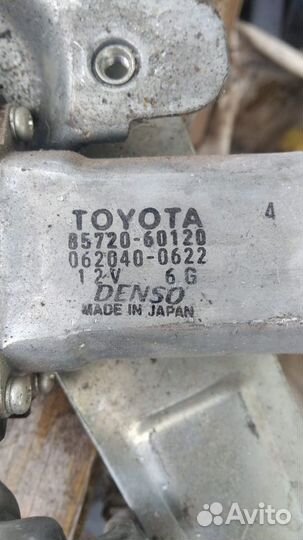 4
TOYOTA
85720-60120
062040-0622
12V 6G
DENSO
MADE IN JAPAN
Avito